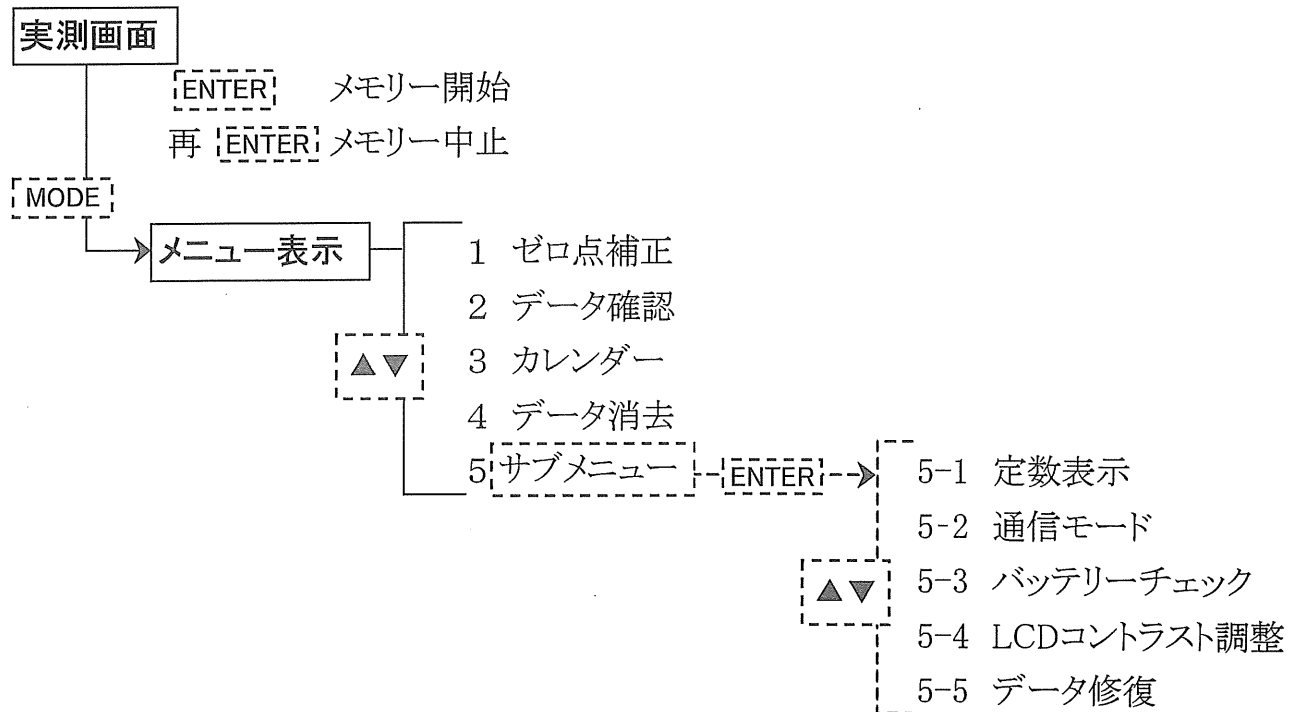 実測画面
ENTER メモリー開始
再 ENTER メモリー中止
MODE
メニュー表示
1 ゼロ点補正
2 データ確認
▲▼
3 カレンダー
4 データ消去
5 サブメニュー ENTER
5-1 定数表示
5-2 通信モード
▲▼
5-3 バッテリーチェック
5-4 LCDコントラスト調整
5-5 データ修復